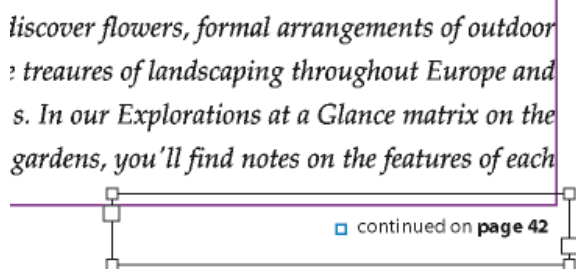 discover flowers, formal arrangements of outdoor
treaures of landscaping throughout Europe and
s. In our Explorations at a Glance matrix on the
gardens, you'll find notes on the features of each
continued on page 42